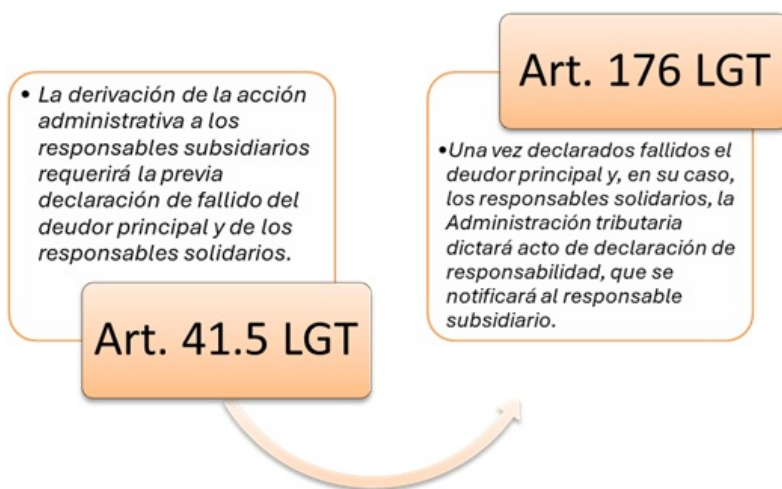 • La derivación de la acción
administrativa a los
responsables subsidiarios
requerirá la previa
declaración de fallido del
deudor principal y de los
responsables solidarios.
Art. 41.5 LGT
Art. 176 LGT
•Una vez declarados fallidos el
deudor principal y, en su caso,
los responsables solidarios, la
Administración tributaria
dictará acto de declaración de
responsabilidad, que se
notificará al responsable
subsidiario.